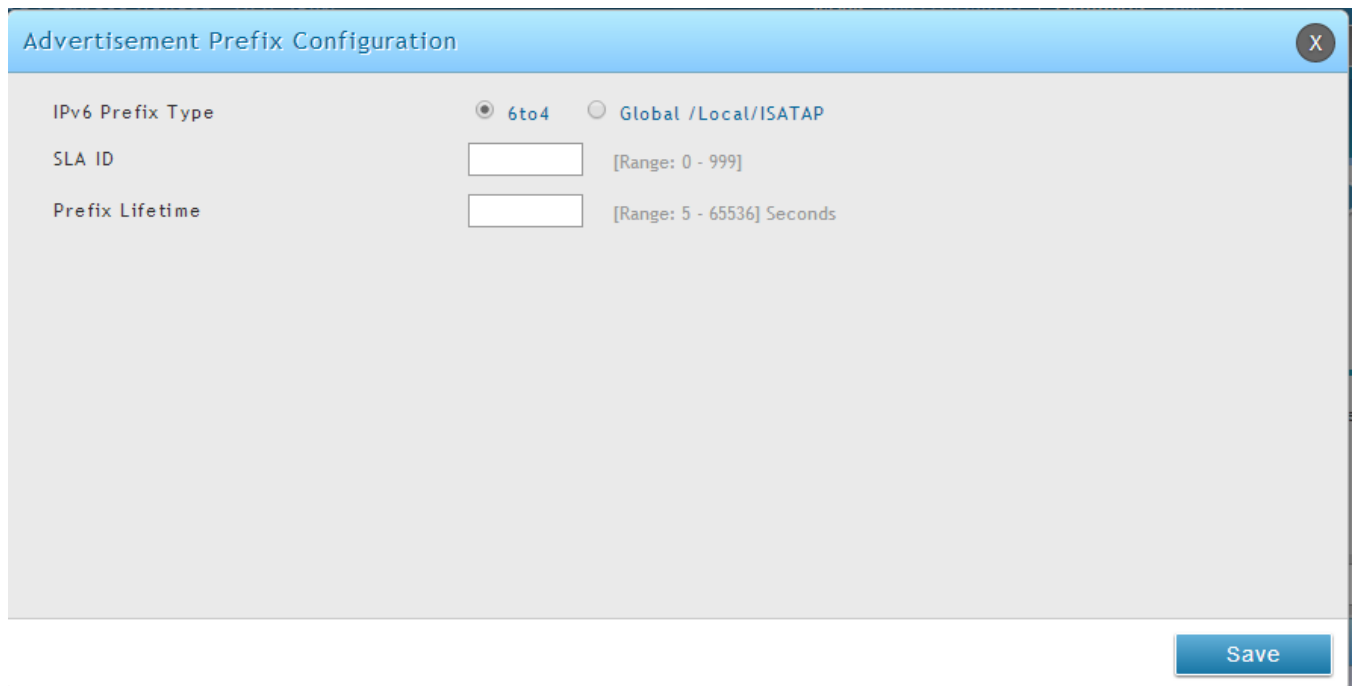 Advertisement Prefix Configuration X
IPv6 Prefix Type 6to4 Global /Local/ISATAP
SLA ID [Range: 0 - 999]
Prefix Lifetime [Range: 5 - 65536] Seconds
Save